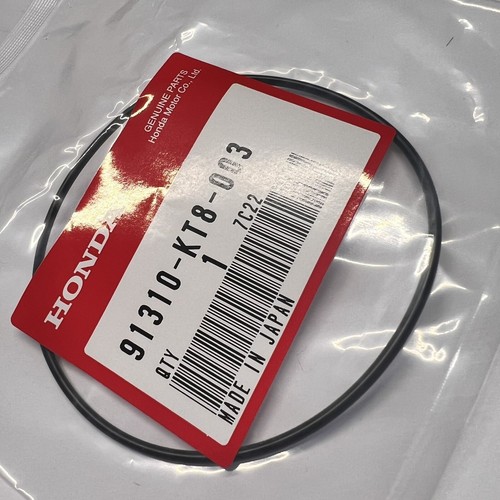 GENUINE PARTS
Honda Motor Co., Ltd.
HONDA
91310-KT8-003
QTY 1 7C22
MADE IN JAPAN